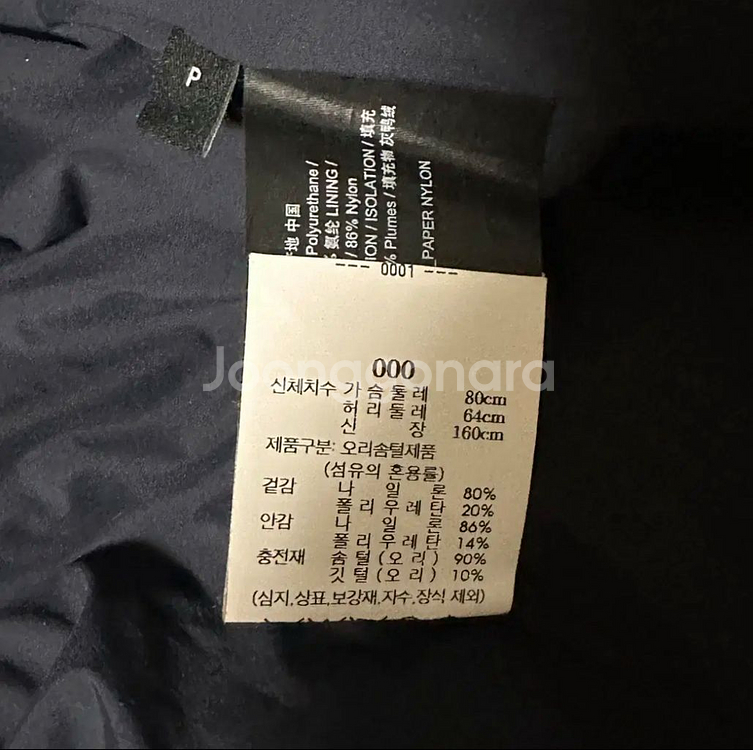 P
地 中国
Polyurethane /
% 氨纶 LINING /
/ 86% Nylon
ION / ISOLATION / 填充
% Plumes / 填充物 灰鸭绒
_PAPER NYLON
--- 0001 ---
000
Joonggonara
신체치수 가슴둘레 80cm
허리둘레 64cm
신장 160cm
제품구분: 오리솜털제품
(섬유의 혼용률)
겉감 나일론 80%
폴리우레탄 20%
안감 나일론 86%
폴리우레탄 14%
충전재 솜털(오리) 90%
깃털(오리) 10%
(심지,상표,보강재,자수,장식 제외)